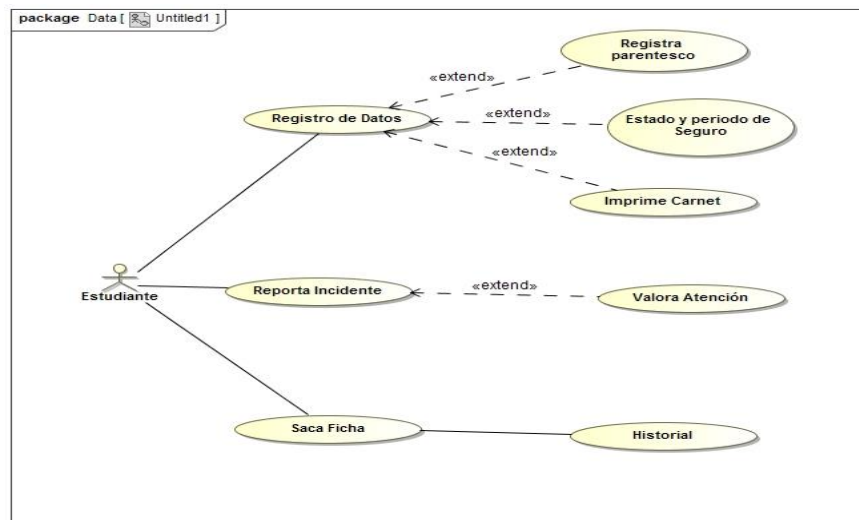 package Data [ Untitled1 ]
Registra
parentesco
«extend»
Registro de Datos
«extend»
Estado y periodo de
Seguro
«extend»
Imprime Carnet
Estudiante
Reporta Incidente
«extend»
Valora Atención
Saca Ficha
Historial